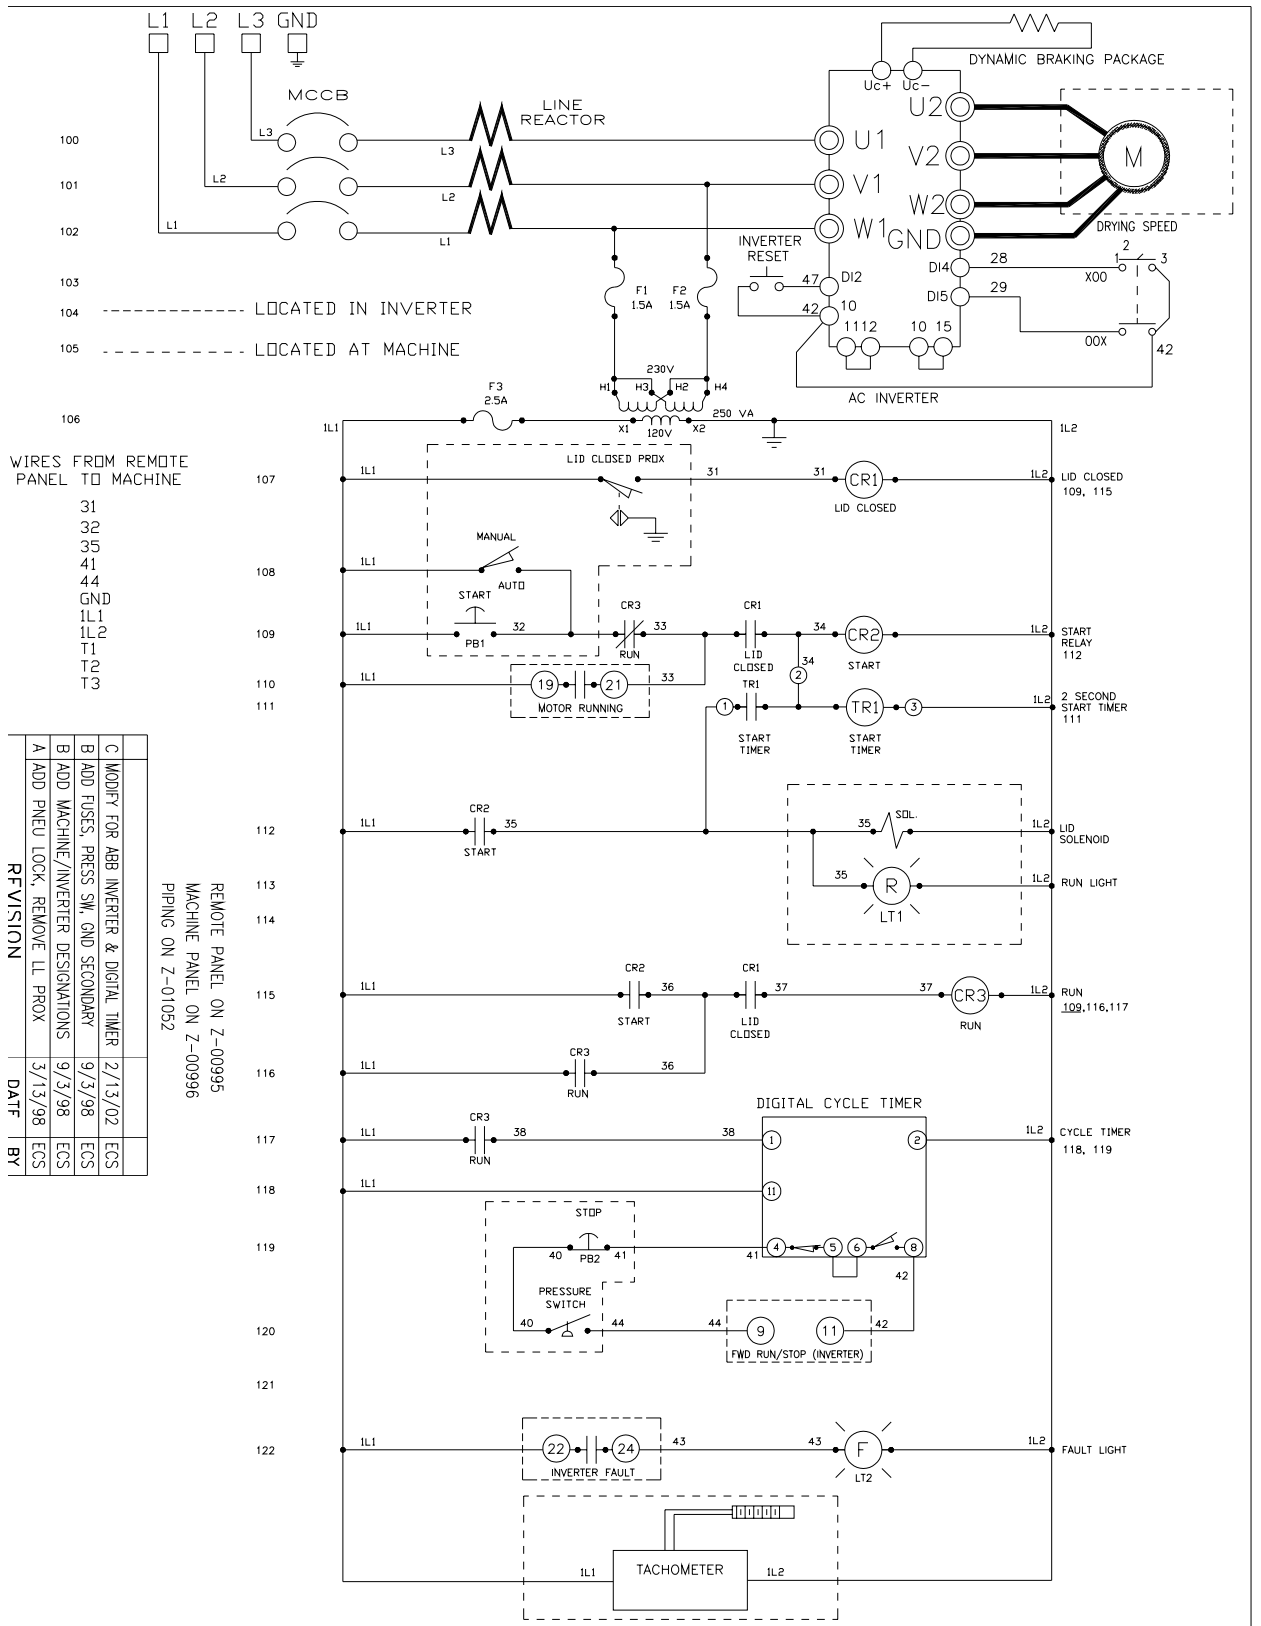 L1 L2 L3 GND
DYNAMIC BRAKING PACKAGE
Uc+ Uc-
MCCB
LINE
REACTOR
100 L3 L3 U1 U2
M
101 L2 L2 V1 V2
102 L1 L1 W1 W2
GND
DRYING SPEED
INVERTER
RESET
DI4 28 1 2 3
X00
103 F1 F2 47 DI2
1.5A 1.5A
DI5 29
104 LOCATED IN INVERTER
42 10
11 12 10 15
00X
42
105 LOCATED AT MACHINE
230V
H1 H3 H2 H4
AC INVERTER
F3
2.5A
106 1L1 X1 120V X2 250 VA 1L2
WIRES FROM REMOTE
PANEL TO MACHINE
31
32
35
41
44
GND
1L1
1L2
T1
T2
T3
LID CLOSED PROX
107 1L1 31 31 CR1 1L2 LID CLOSED
109, 115
LID CLOSED
MANUAL
108 1L1
AUTO
START
CR3 CR1
109 1L1 PB1 32 33 34 CR2 1L2 START
RELAY
112
RUN
LID
CLOSED
START
34
2
110 1L1 19 21 33
MOTOR RUNNING
TR1
111 1 TR1 3 1L2 2 SECOND
START TIMER
111
START
TIMER
START
TIMER
CR2
SOL.
112 1L1 35 35 1L2 LID
SOLENOID
START
113 35 R 1L2 RUN LIGHT
LT1
114
CR2 CR1
115 1L1 36 37 37 CR3 1L2 RUN
109,116,117
START
LID
CLOSED
RUN
CR3
116 1L1 36
RUN
DIGITAL CYCLE TIMER
CR3
117 1L1 38 38 1 2 1L2 CYCLE TIMER
118, 119
RUN
118 1L1 11
STOP
119 40 PB2 41 41 4 5 6 8
42
PRESSURE
SWITCH
120 40 44 44 9 11 42
FWD RUN/STOP (INVERTER)
121
122 1L1 22 24 43 43 F 1L2 FAULT LIGHT
INVERTER FAULT
LT2
1L1 TACHOMETER 1L2
REMOTE PANEL ON Z-00995
MACHINE PANEL ON Z-00996
PIPING ON Z-01052
C MODIFY FOR ABB INVERTER & DIGITAL TIMER 2/13/02 ECS
B ADD FUSES, PRESS SW, GND SECONDARY 9/3/98 ECS
B ADD MACHINE/INVERTER DESIGNATIONS 9/3/98 ECS
A ADD PNEU LOCK, REMOVE LL PROX 3/13/98 ECS
REVISION DATE BY